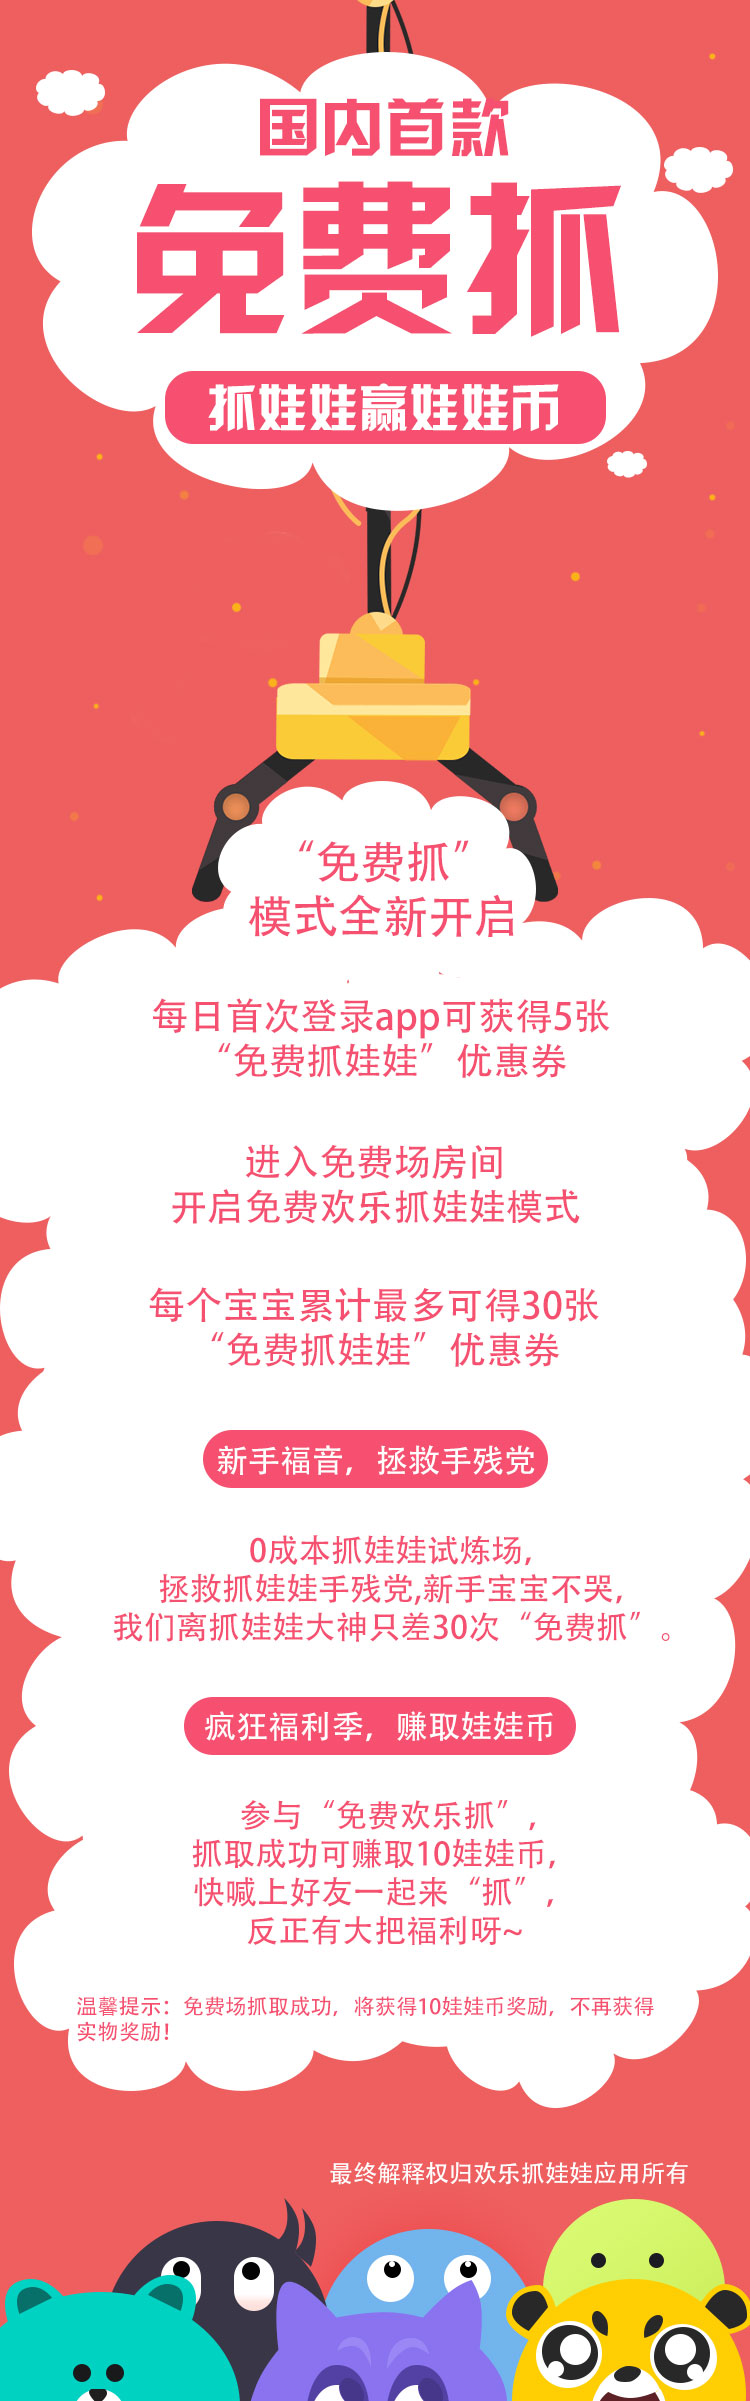 国内首款
免费抓
抓娃娃赢娃娃币
“免费抓”
模式全新开启
每日首次登录app可获得5张
“免费抓娃娃”优惠券
进入免费场房间
开启免费欢乐抓娃娃模式
每个宝宝累计最多可得30张
“免费抓娃娃”优惠券
新手福音，拯救手残党
0成本抓娃娃试炼场,
拯救抓娃娃手残党,新手宝宝不哭,
我们离抓娃娃大神只差30次“免费抓”。
疯狂福利季，赚取娃娃币
参与“免费欢乐抓”,
抓取成功可赚取10娃娃币,
快喊上好友一起来“抓”,
反正有大把福利呀~
温馨提示：免费场抓取成功，将获得10娃娃币奖励，不再获得
实物奖励！
最终解释权归欢乐抓娃娃应用所有